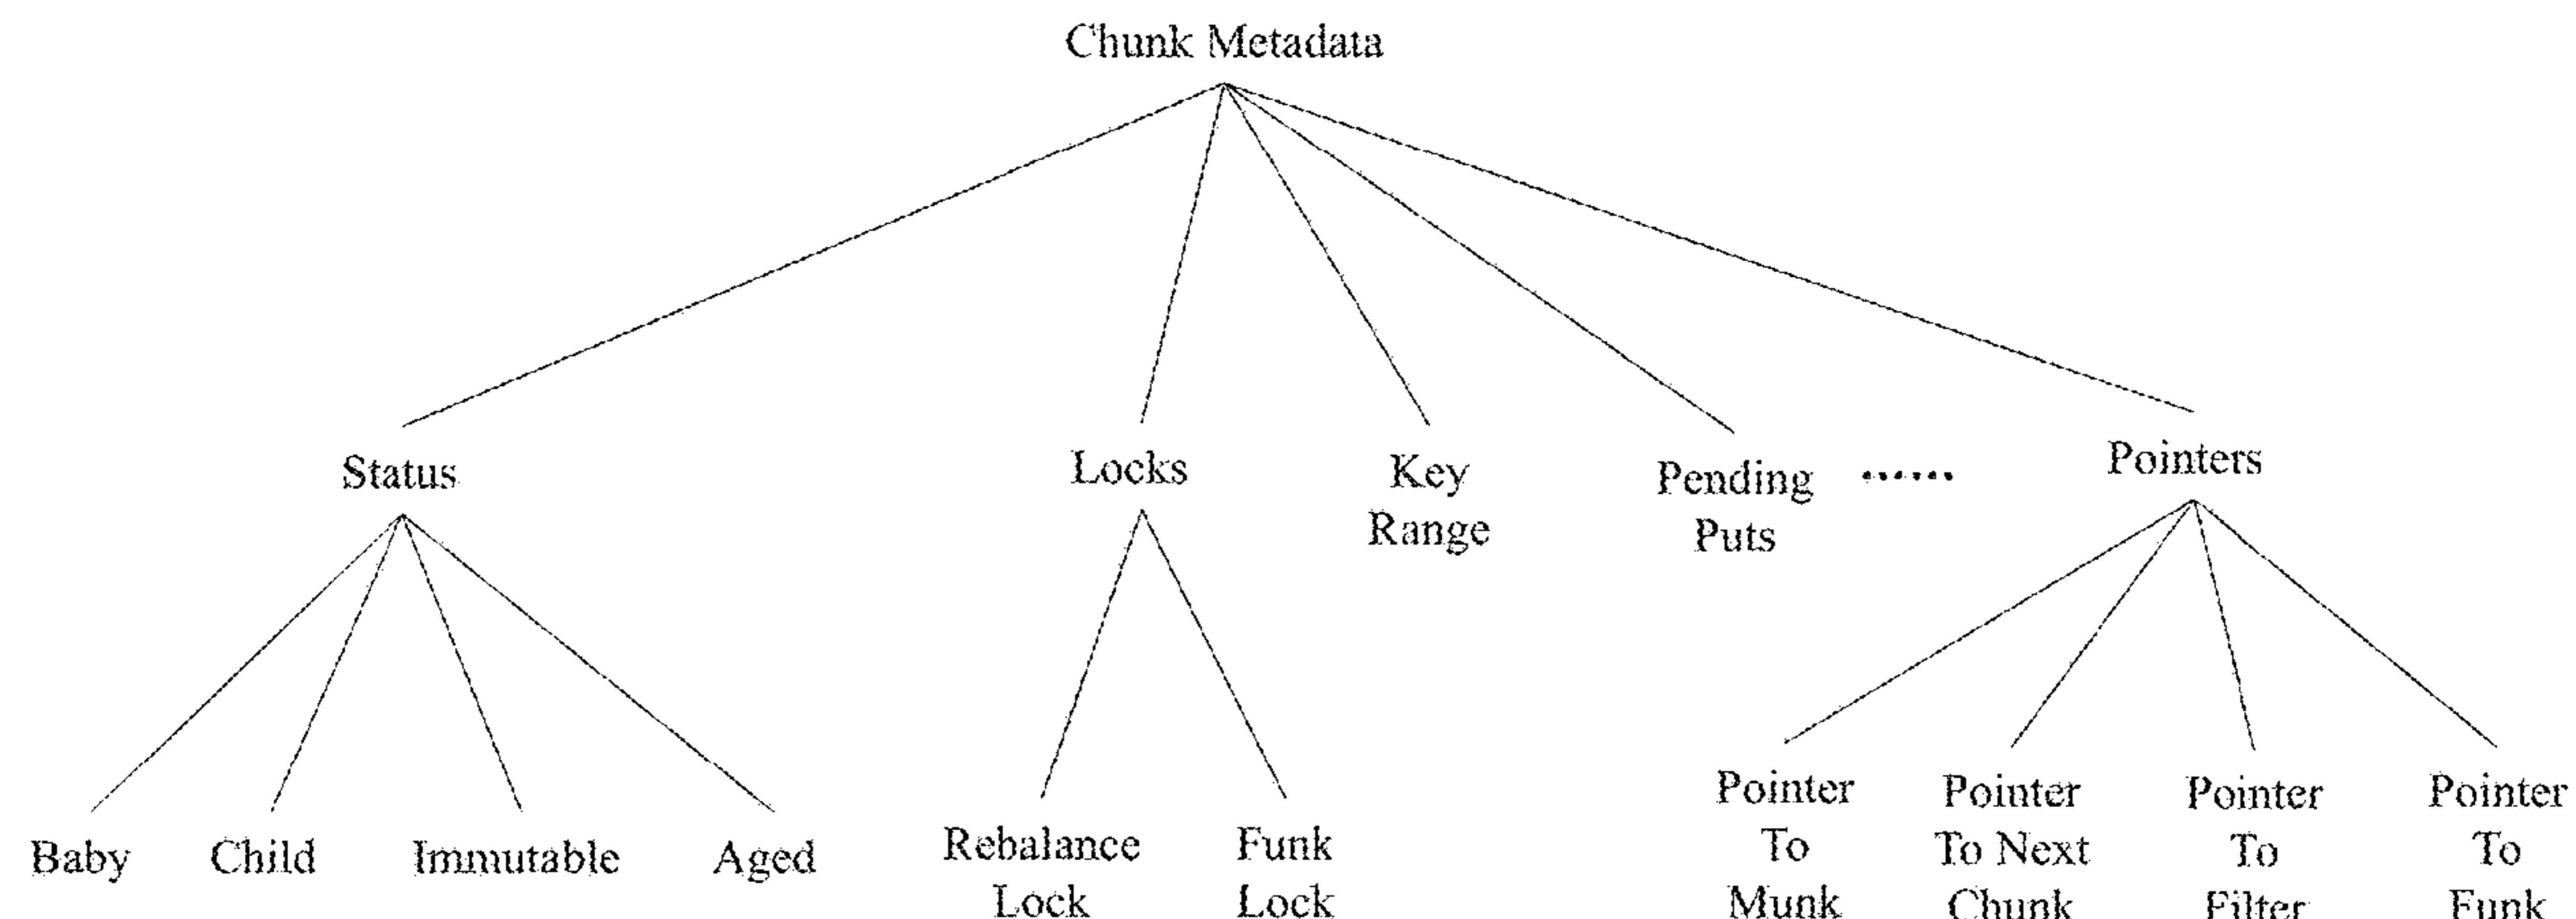 Chunk Metadata
Status
Locks
Key
Range
Pending
Puts
......
Pointers
Baby
Child
Immutable
Aged
Rebalance
Lock
Funk
Lock
Pointer
To
Munk
Pointer
To Next
Chunk
Pointer
To
Filter
Pointer
To
Funk